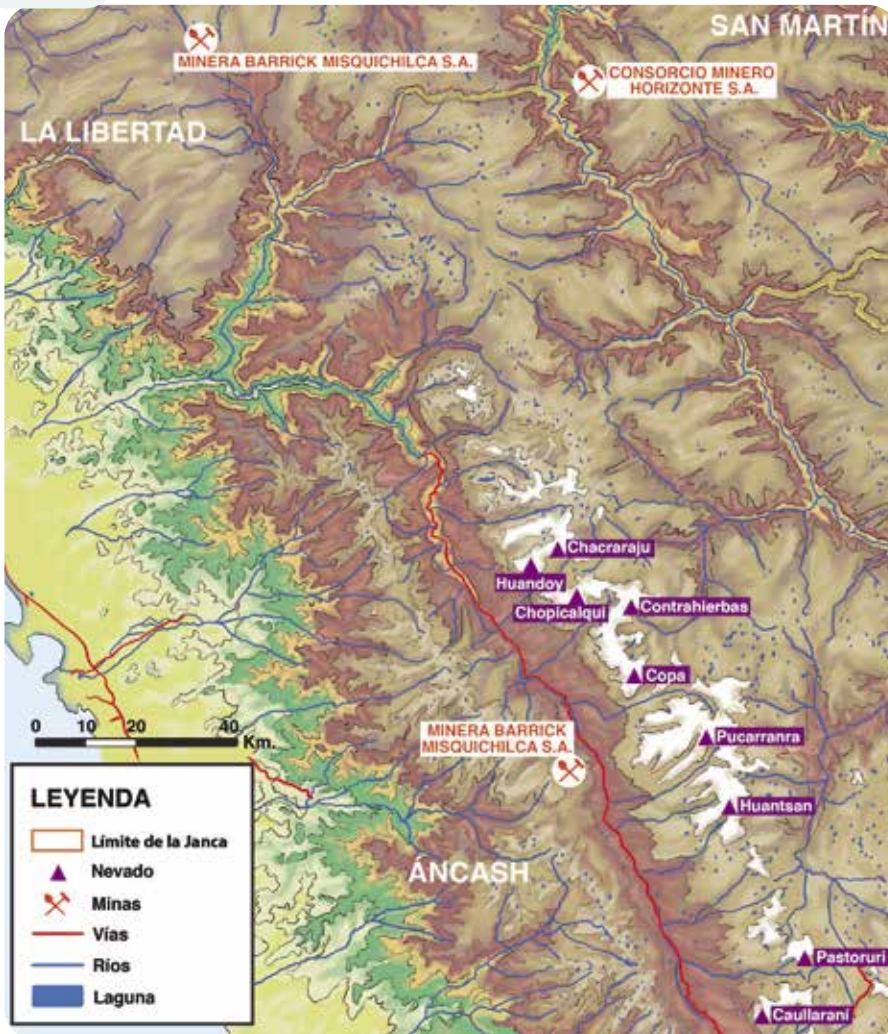 SAN MARTÍN
MINERA BARRICK MISQUICHILCA S.A.
CONSORCIO MINERO
HORIZONTE S.A.
LA LIBERTAD
Chacraraju
Huandoy
Chopicalqui
Contrahierbas
Copa
MINERA BARRICK
MISQUICHILCA S.A.
Pucarranra
Huantsan
0 10 20 40
Km.
LEYENDA
Límite de la Janca
Nevado
Minas
Vías
Ríos
Laguna
ÁNCASH
Pastoruri
Caullarani